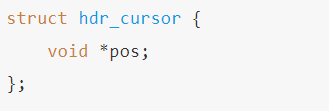 struct hdr_cursor {
    void *pos;
};